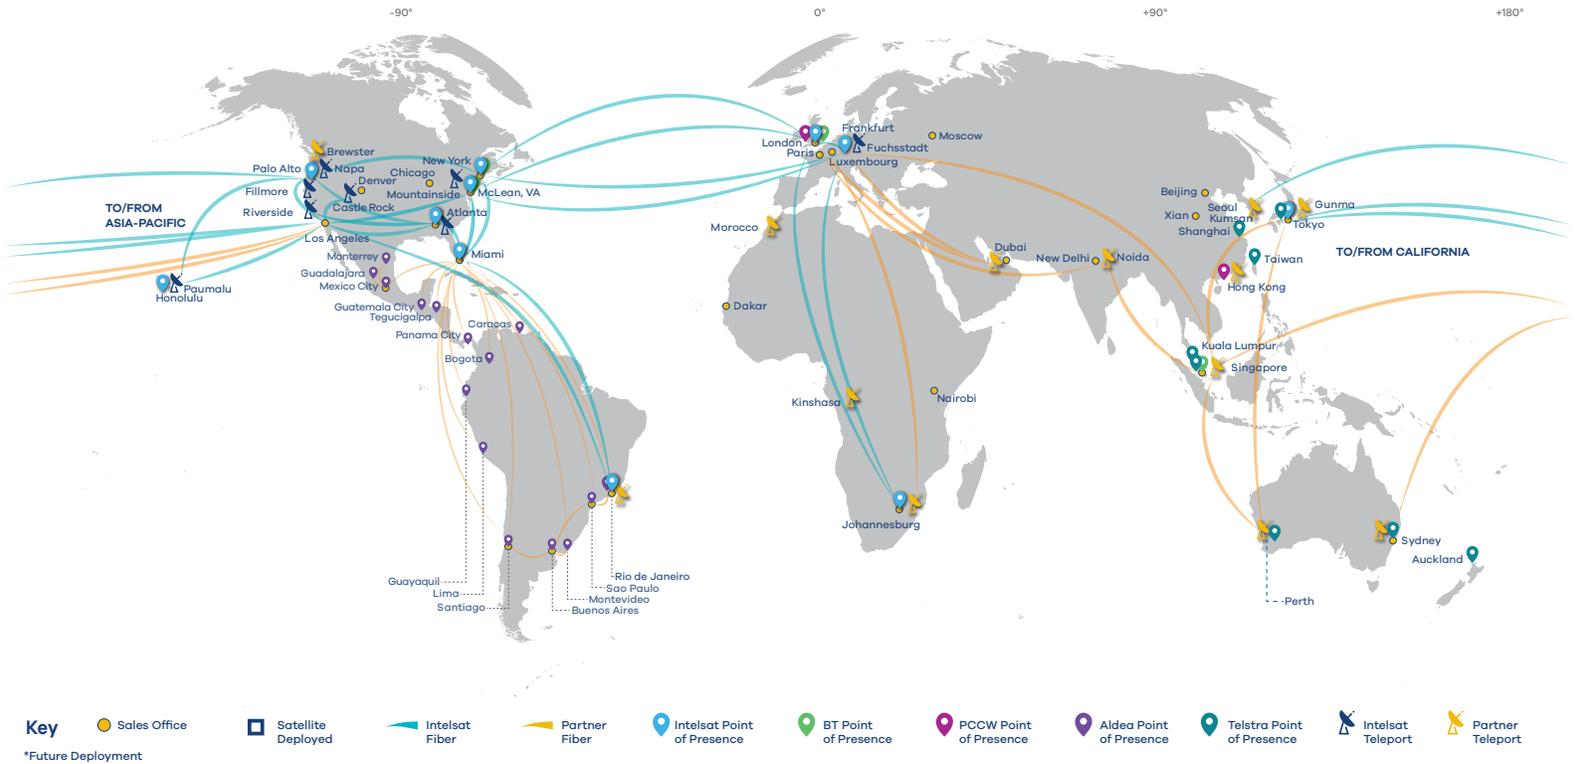 -90°
0°
+90°
+180°
Brewster
Palo Alto
Napa
Fillmore
Denver
Chicago
New York
Mountainside
McLean, VA
Riverside
Castle Rock
Atlanta
TO/FROM
ASIA-PACIFIC
Los Angeles
Miami
Monterrey
Guadalajara
Mexico City
Paumalu
Honolulu
Guatemala City
Tegucigalpa
Caracas
Panama City
Bogota
Guayaquil
Lima
Santiago
Rio de Janeiro
Sao Paulo
Montevideo
Buenos Aires
London
Paris
Frankfurt
Fuchsstadt
Luxembourg
Moscow
Morocco
Dakar
Kinshasa
Nairobi
Johannesburg
Dubai
New Delhi
Noida
Beijing
Xian
Seoul
Kumsan
Shanghai
Gunma
Tokyo
Taiwan
Hong Kong
TO/FROM CALIFORNIA
Kuala Lumpur
Singapore
Sydney
Auckland
Perth
Key
Sales Office
Satellite
Deployed
Intelsat
Fiber
Partner
Fiber
Intelsat Point
of Presence
BT Point
of Presence
PCCW Point
of Presence
Aldea Point
of Presence
Telstra Point
of Presence
Intelsat
Teleport
Partner
Teleport
*Future Deployment